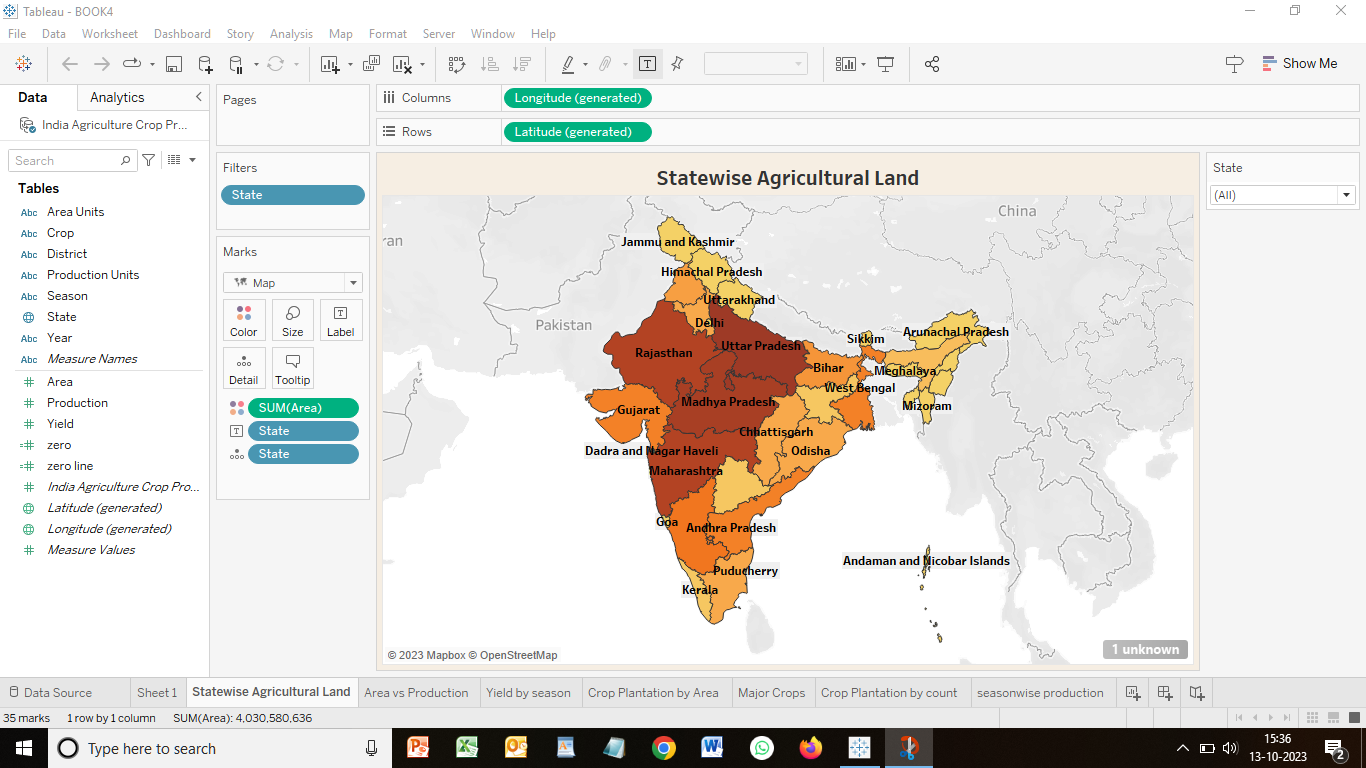 Tableau - BOOK4
File Data Worksheet Dashboard Story Analysis Map Format Server Window Help
Show Me
Data Analytics
India Agriculture Crop Pr...
Search
Tables
Abc Area Units
Abc Crop
Abc District
Abc Production Units
Abc Season
State
Abc Year
Abc Measure Names
# Area
# Production
# Yield
=# zero
=# zero line
# India Agriculture Crop Pro...
Latitude (generated)
Longitude (generated)
# Measure Values
Pages
Filters
State
Marks
Map
Color Size Label
Detail Tooltip
SUM(Area)
State
State
Columns Longitude (generated)
Rows Latitude (generated)
Statewise Agricultural Land
China
ran
Pakistan
Jammu and Kashmir
Himachal Pradesh
Uttarakhand
Delhi
Arunachal Pradesh
Sikkim
Uttar Pradesh
Rajasthan
Bihar
Meghalaya
West Bengal
Madhya Pradesh
Mizoram
Gujarat
Chhattisgarh
Dadra and Nagar Haveli
Odisha
Maharashtra
Goa
Andhra Pradesh
Andaman and Nicobar Islands
Puducherry
Kerala
© 2023 Mapbox © OpenStreetMap
1 unknown
State
(All)
Data Source Sheet 1 Statewise Agricultural Land Area vs Production Yield by season Crop Plantation by Area Major Crops Crop Plantation by count seasonwise production
35 marks 1 row by 1 column SUM(Area): 4,030,580,636
Type here to search
15:36
13-10-2023
2